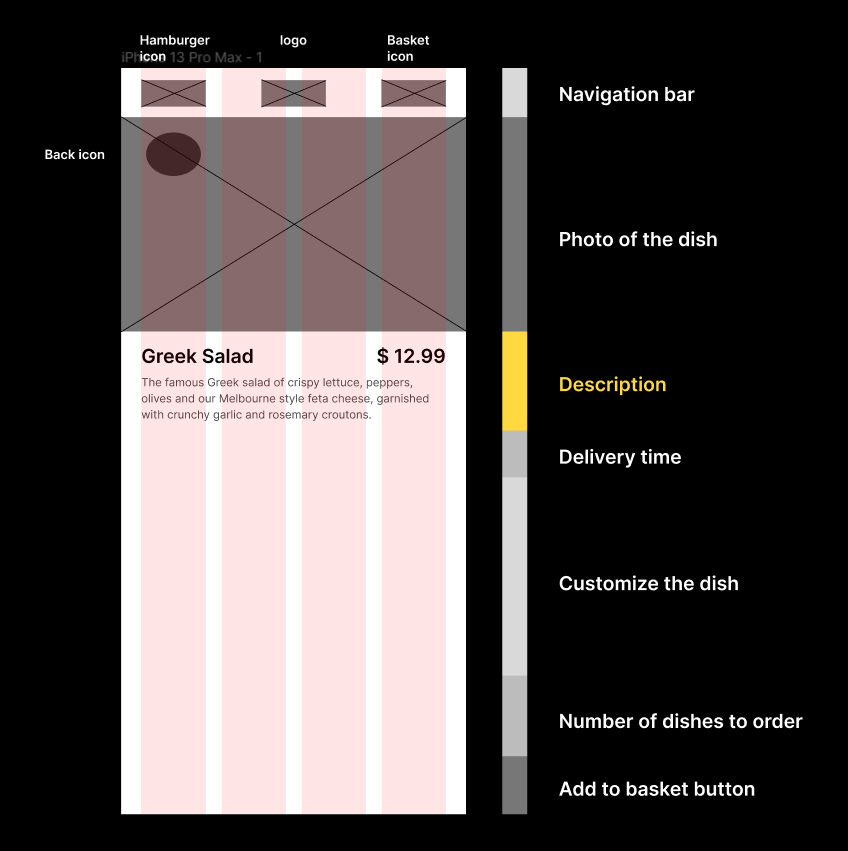 Hamburger
icon
logo
Basket
icon
iPhone 13 Pro Max - 1
Navigation bar
Back icon
Photo of the dish
Greek Salad
$ 12.99
The famous Greek salad of crispy lettuce, peppers,
olives and our Melbourne style feta cheese, garnished
with crunchy garlic and rosemary croutons.
Description
Delivery time
Customize the dish
Number of dishes to order
Add to basket button